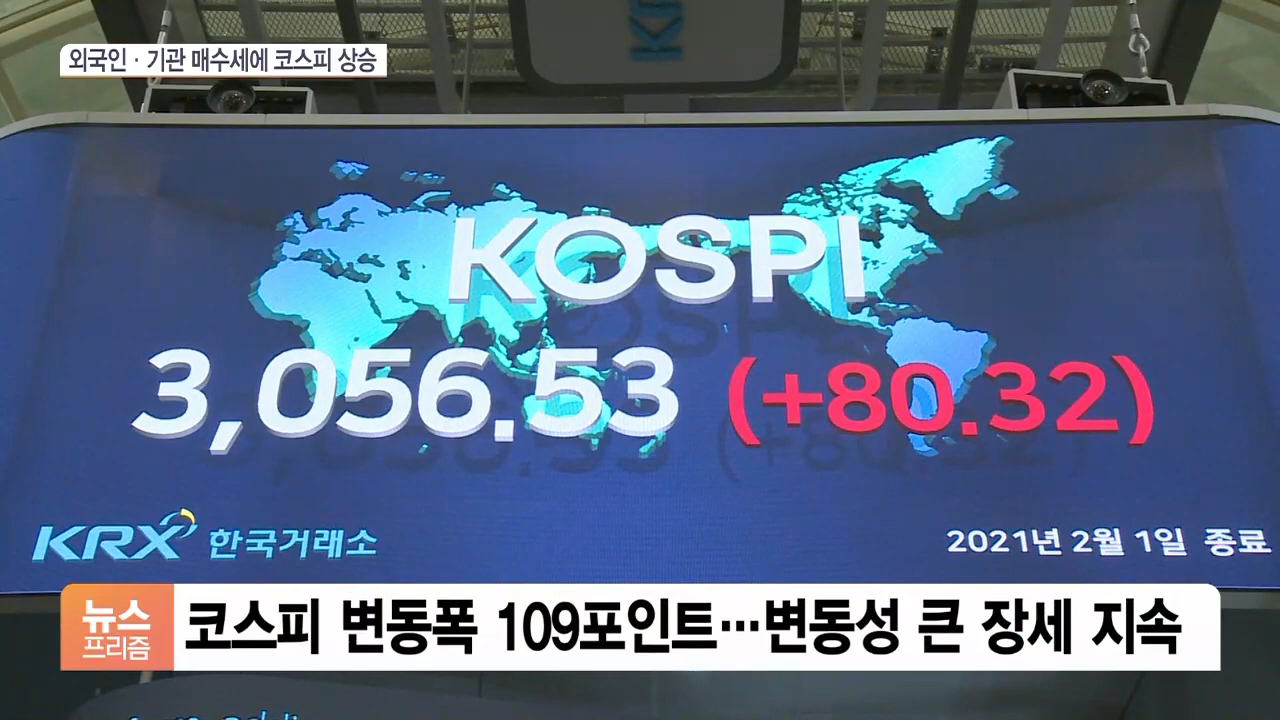 외국인·기관 매수세에 코스피 상승
KOSPI
3,056.53 (+80.32)
KRX 한국거래소
2021년 2월 1일 종료
뉴스
프리즘
코스피 변동폭 109포인트…변동성 큰 장세 지속